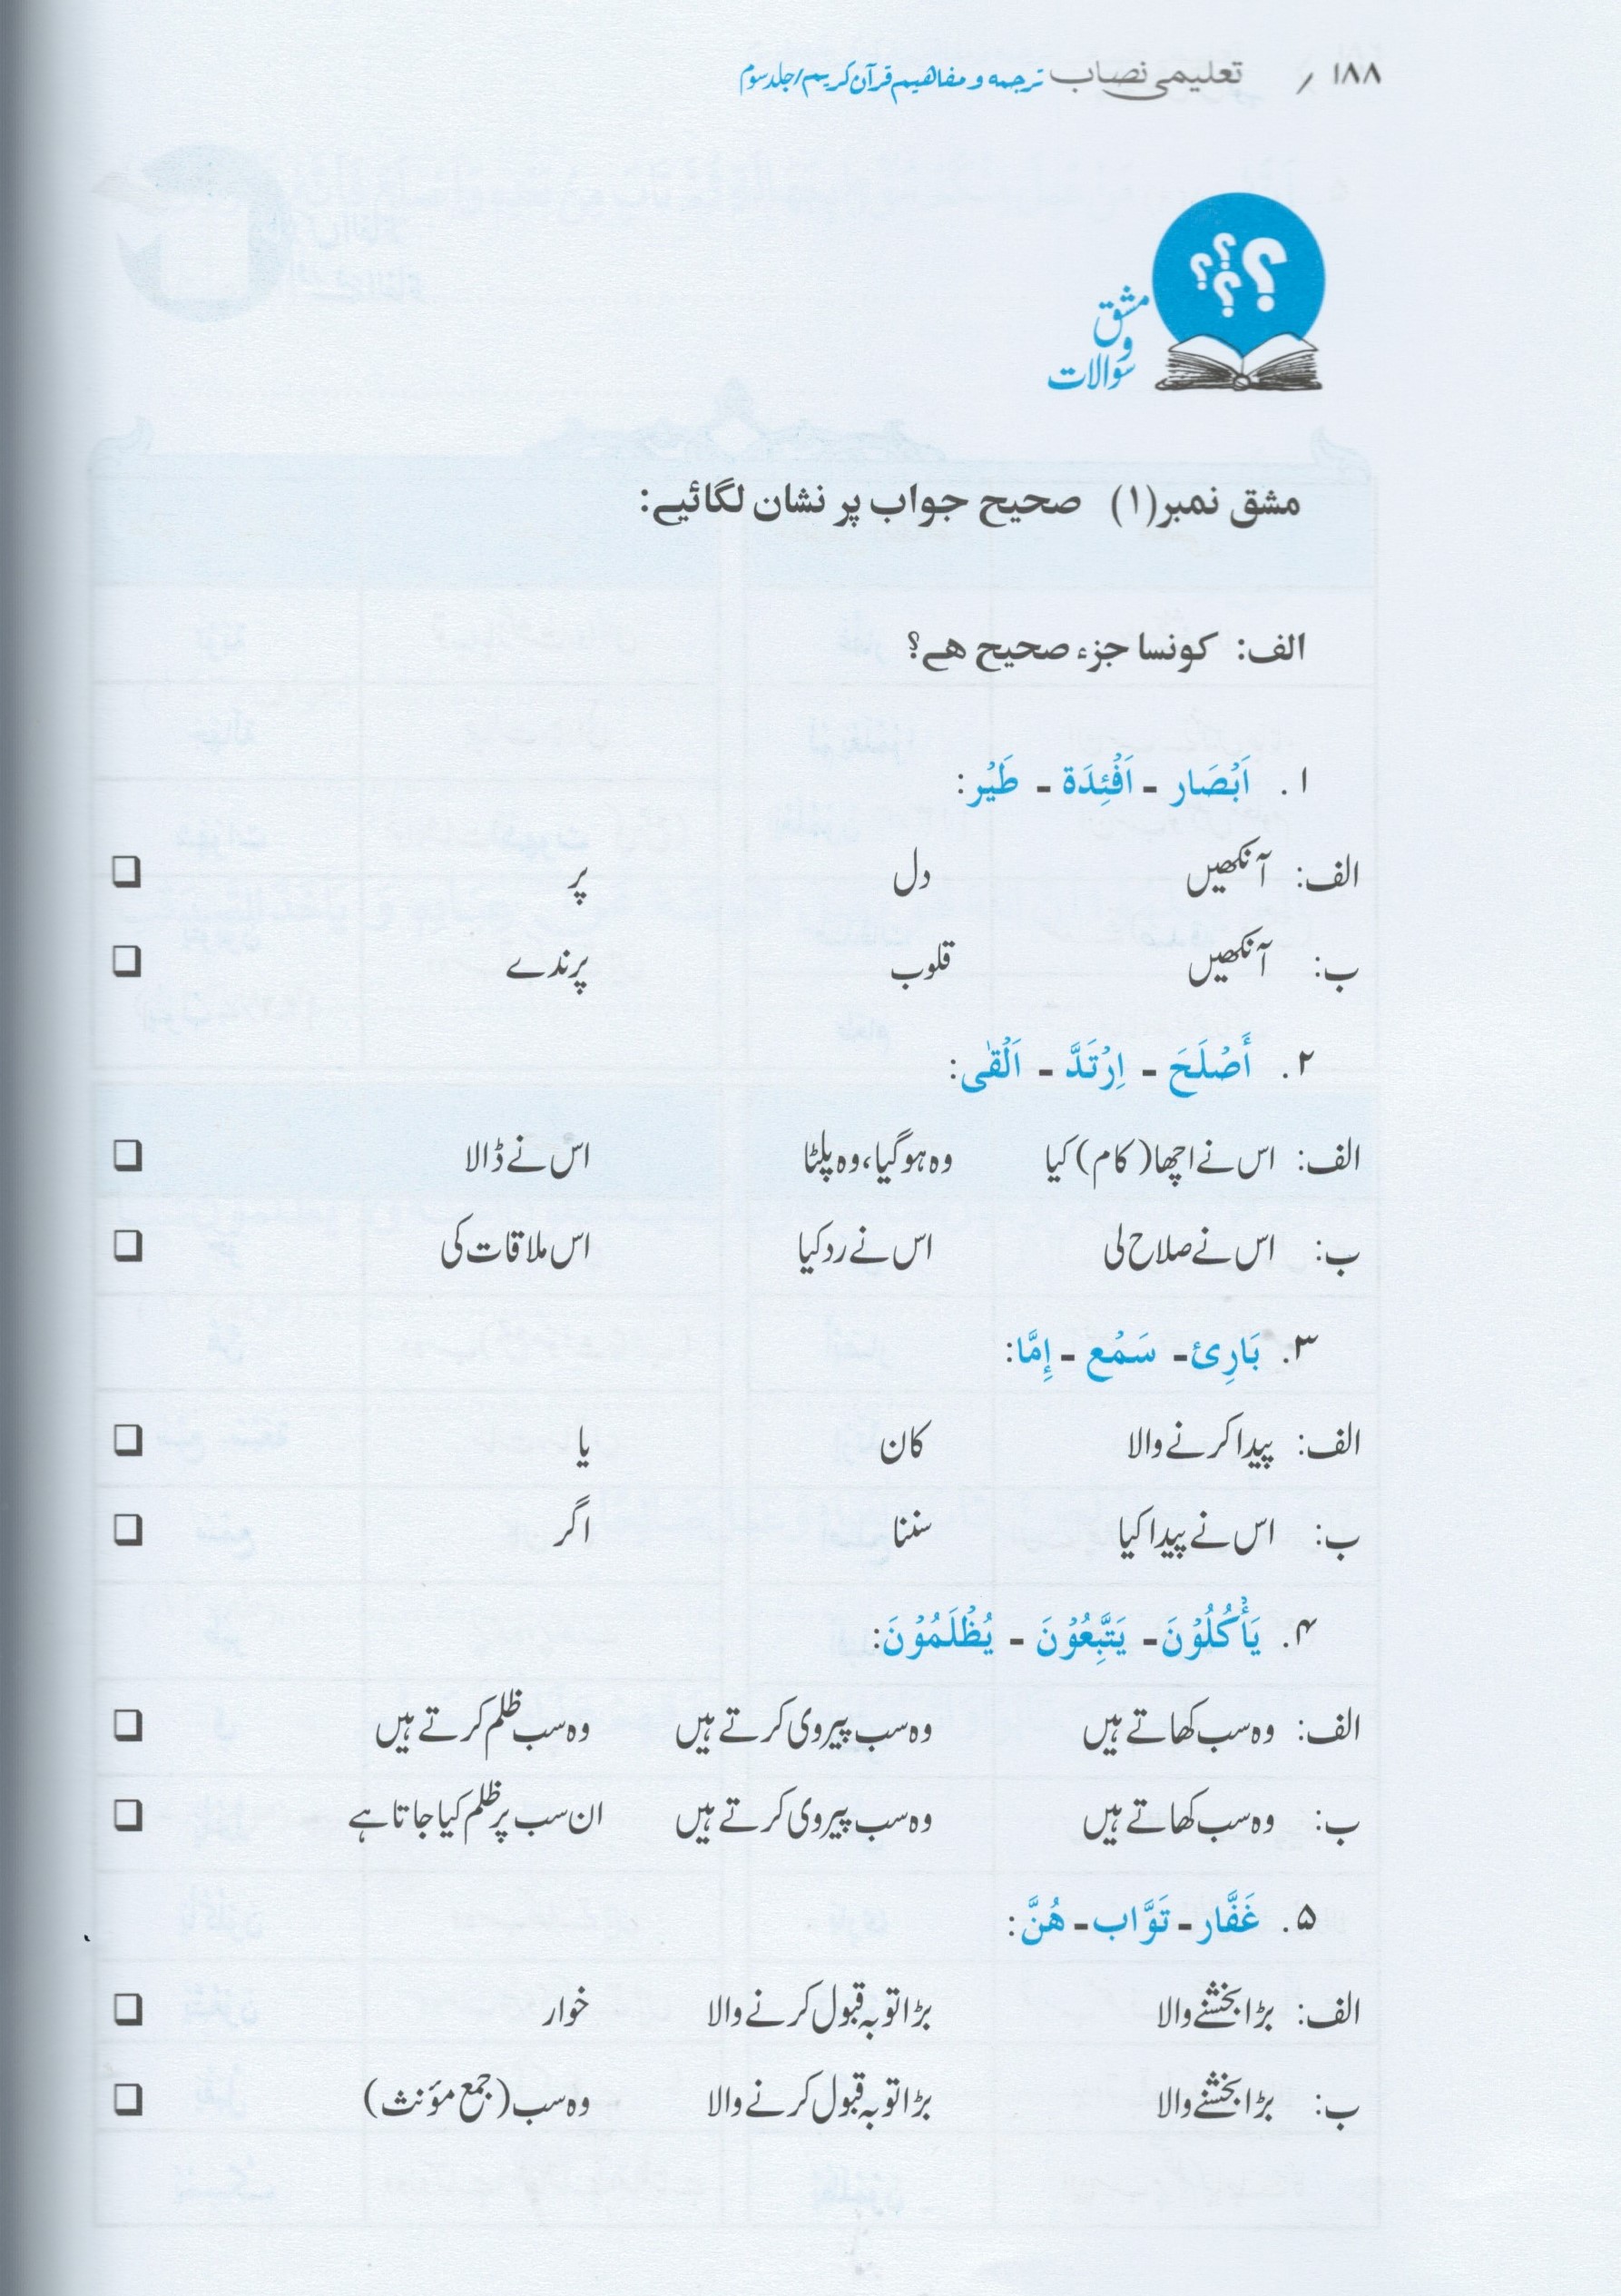 ۱۸۸ / تعلیمی نصاب ترجمہ و مفاہیم قرآن کریم/جلد سوم
مشق
و
سوالات
مشق نمبر(۱) صحیح جواب پر نشان لگائیے:
الف: کونسا جزء صحیح ھے؟
۱. اَبْصَار - اَفْئِدَة - طَیْر:
الف: آنکھیں دل پر
ب: آنکھیں قلوب پرندے
۲. أَصْلَحَ - اِرْتَدَّ - اَلْقٰی:
الف: اس نے اچھا(کام) کیا وہ ہوگیا، وہ پلٹا اس نے ڈالا
ب: اس نے صلاح لی اس نے رد کیا اس ملاقات کی
۳. بَارِئ- سَمْع - إِمَّا:
الف: پیدا کرنے والا کان یا
ب: اس نے پیدا کیا سننا اگر
۴. یَأْکُلُوْنَ- یَتَّبِعُوْنَ - یُظْلَمُوْنَ:
الف: وہ سب کھاتے ہیں وہ سب پیروی کرتے ہیں وہ سب ظلم کرتے ہیں
ب: وہ سب کھاتے ہیں وہ سب پیروی کرتے ہیں ان سب پر ظلم کیا جاتا ہے
۵. غَفَّار- تَوَّاب- هُنَّ:
الف: بڑا بخشنے والا بڑا توبہ قبول کرنے والا خوار
ب: بڑا بخشنے والا بڑا توبہ قبول کرنے والا وہ سب (جمع مؤنث)